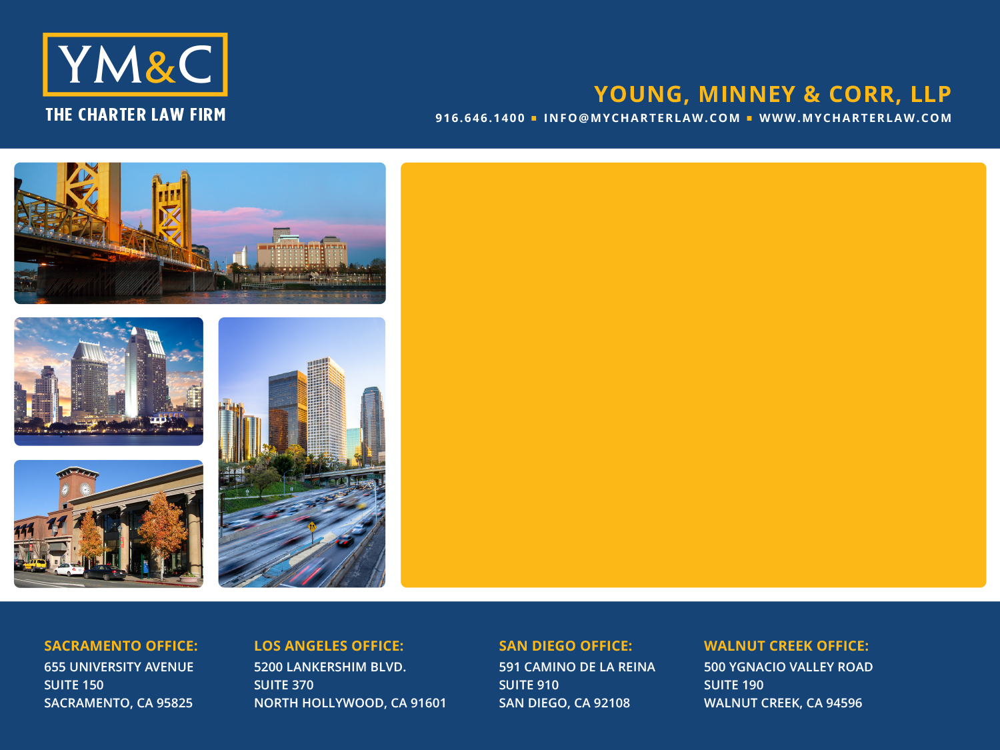 YM&C
THE CHARTER LAW FIRM
YOUNG, MINNEY & CORR, LLP
916.646.1400 ▪ INFO@MYCHARTERLAW.COM ▪ WWW.MYCHARTERLAW.COM
SACRAMENTO OFFICE:
655 UNIVERSITY AVENUE
SUITE 150
SACRAMENTO, CA 95825
LOS ANGELES OFFICE:
5200 LANKERSHIM BLVD.
SUITE 370
NORTH HOLLYWOOD, CA 91601
SAN DIEGO OFFICE:
591 CAMINO DE LA REINA
SUITE 910
SAN DIEGO, CA 92108
WALNUT CREEK OFFICE:
500 YGNACIO VALLEY ROAD
SUITE 190
WALNUT CREEK, CA 94596